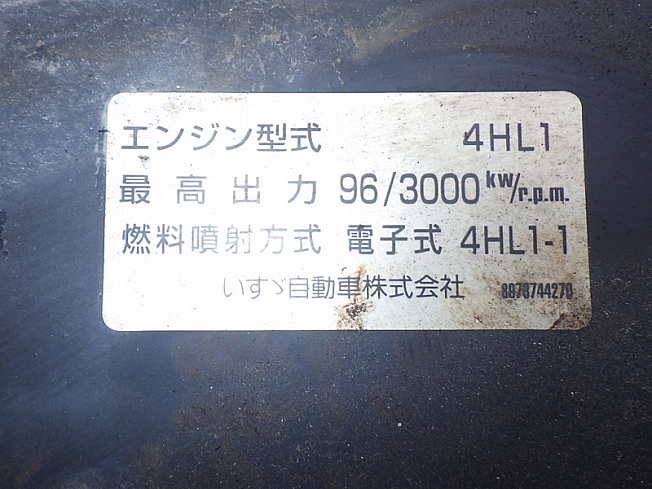 エンジン型式 4HL1
最高出力 96/3000 kW/r.p.m.
燃料噴射方式 電子式 4HL1-1
いすゞ自動車株式会社